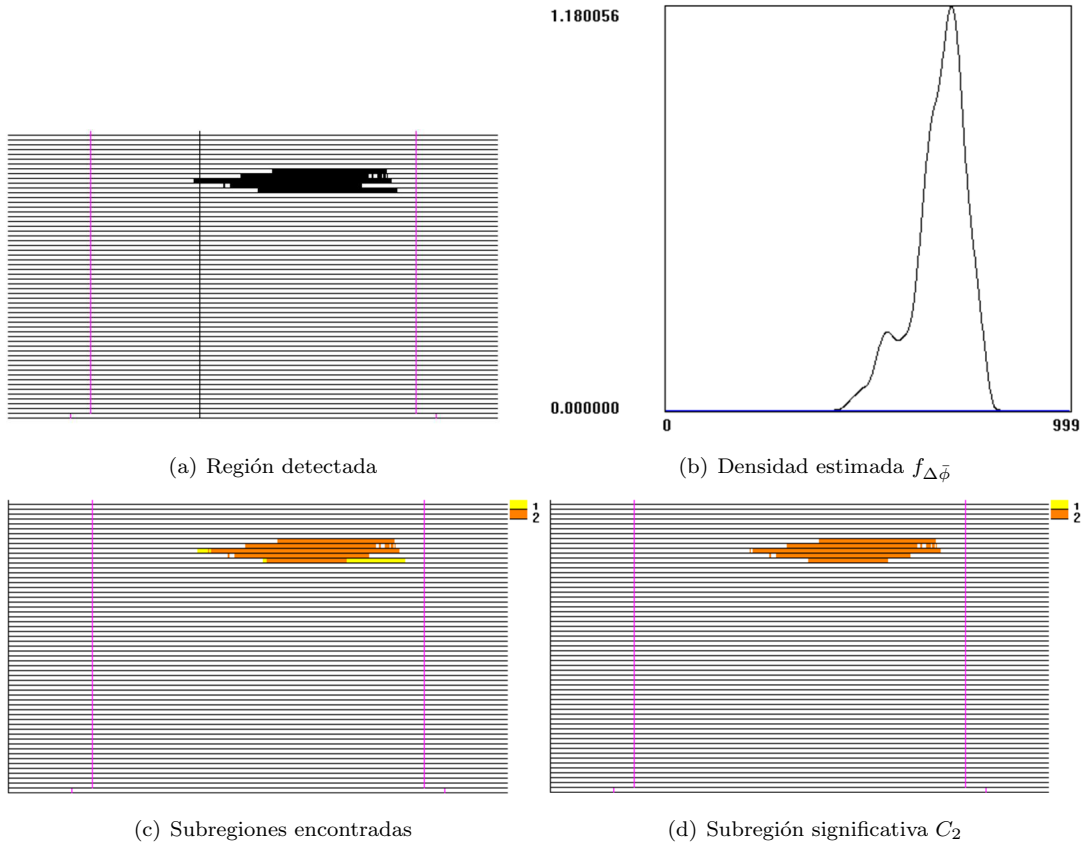 1.180056
0.000000
0
999
(a) Región detectada
(b) Densidad estimada $f_{\Delta\bar{\phi}}$
1
2
1
2
(c) Subregiones encontradas
(d) Subregión significativa $C_2$